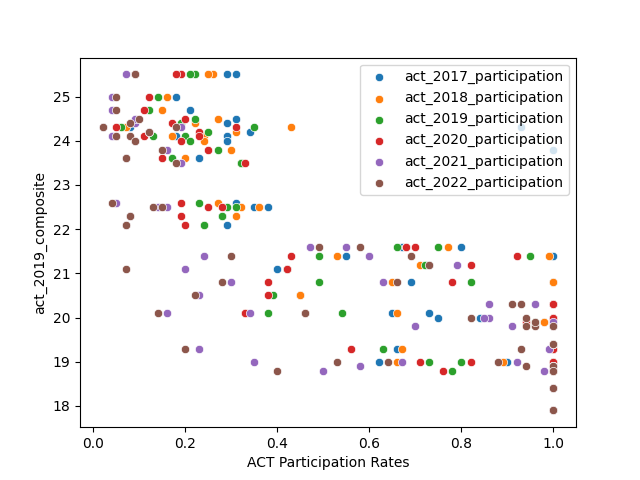 act_2017_participation
act_2018_participation
act_2019_participation
act_2020_participation
act_2021_participation
act_2022_participation
act_2019_composite
25
24
23
22
21
20
19
18
0.0 0.2 0.4 0.6 0.8 1.0
ACT Participation Rates